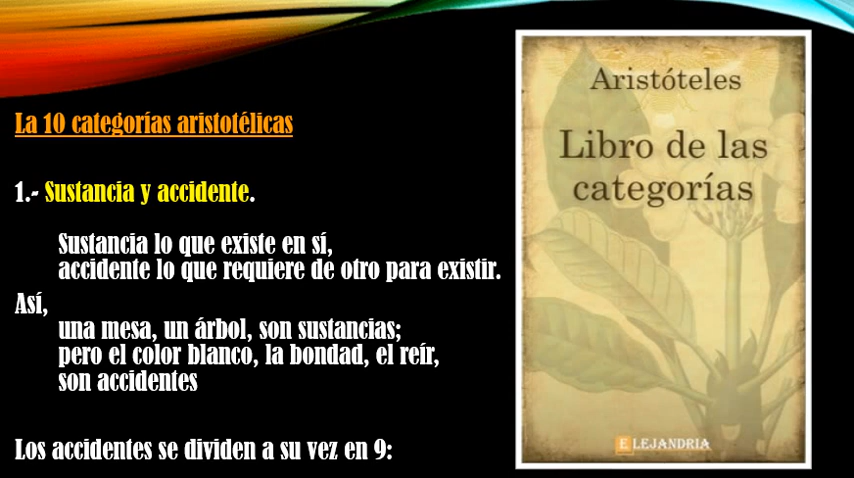 La 10 categorías aristotélicas
1.- Sustancia y accidente.
Sustancia lo que existe en sí,
accidente lo que requiere de otro para existir.
Así,
una mesa, un árbol, son sustancias;
pero el color blanco, la bondad, el reír,
son accidentes
Los accidentes se dividen a su vez en 9:
Aristóteles
Libro de las
categorías
ELEJANDRIA